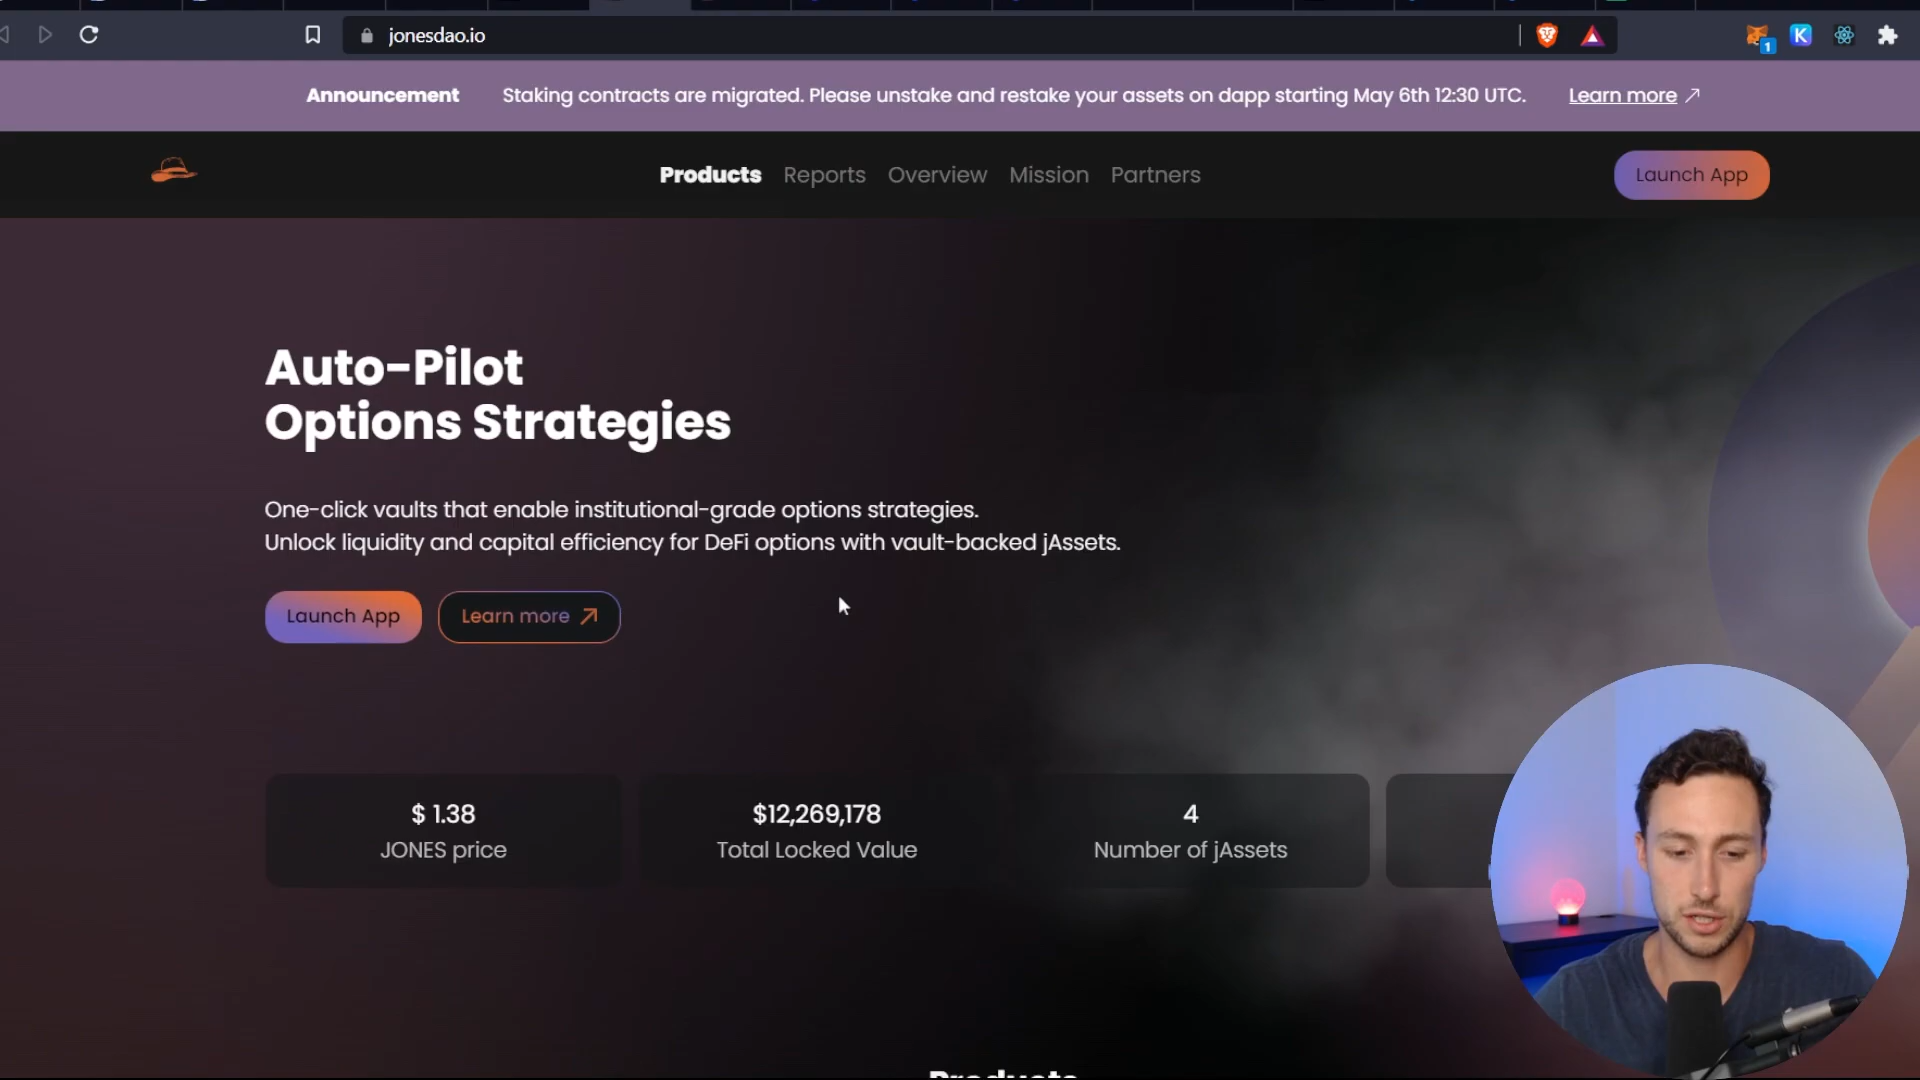 jonesdao.io
1
K
Announcement Staking contracts are migrated. Please unstake and restake your assets on dapp starting May 6th 12:30 UTC. Learn more
Products Reports Overview Mission Partners Launch App
Auto-Pilot
Options Strategies
One-click vaults that enable institutional-grade options strategies.
Unlock liquidity and capital efficiency for DeFi options with vault-backed jAssets.
Launch App Learn more
$ 1.38
JONES price
$12,269,178
Total Locked Value
4
Number of jAssets
Products